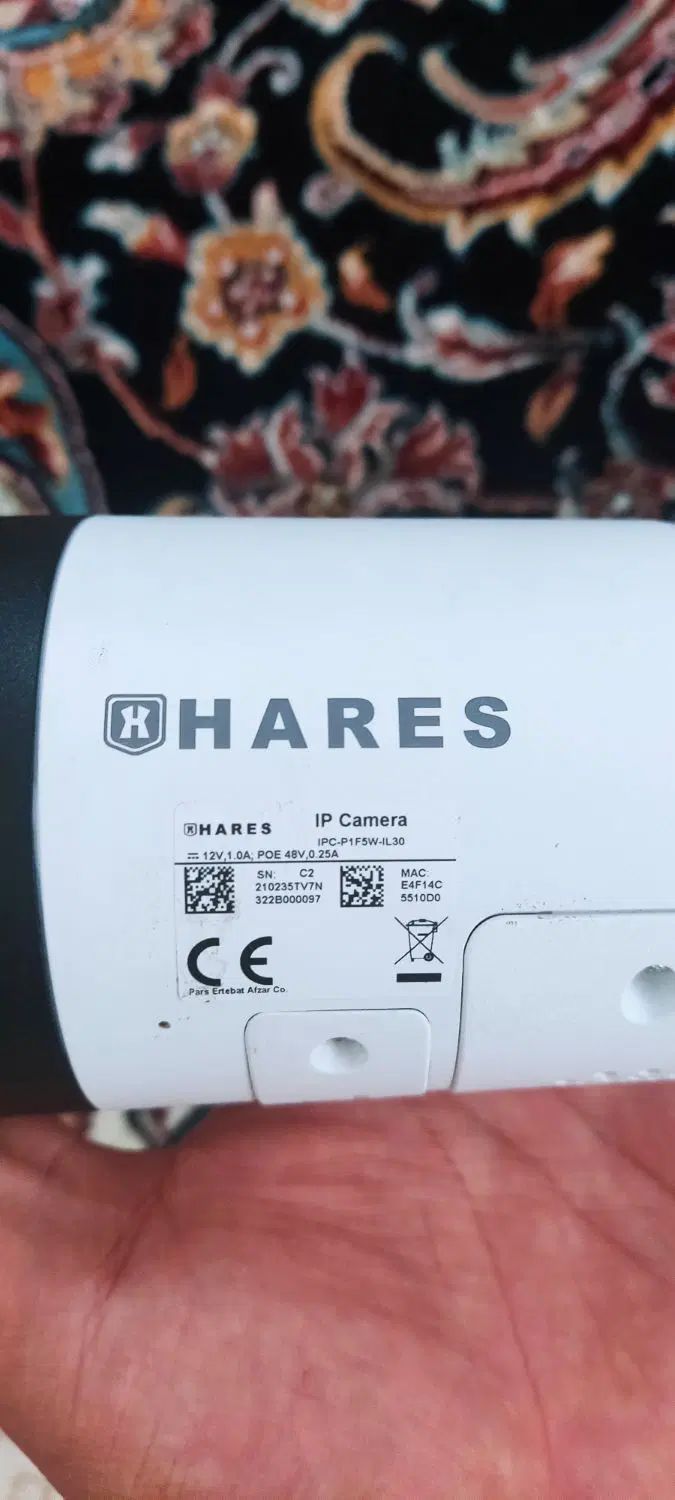 HARES
HARES IP Camera
IPC-P1F5W-IL30
12V,1.0A; POE 48V,0.25A
SN: C2
210235TV7N
322B000097
MAC:
E4F14C
5510D0
CE
Pars Ertebat Afzar Co.